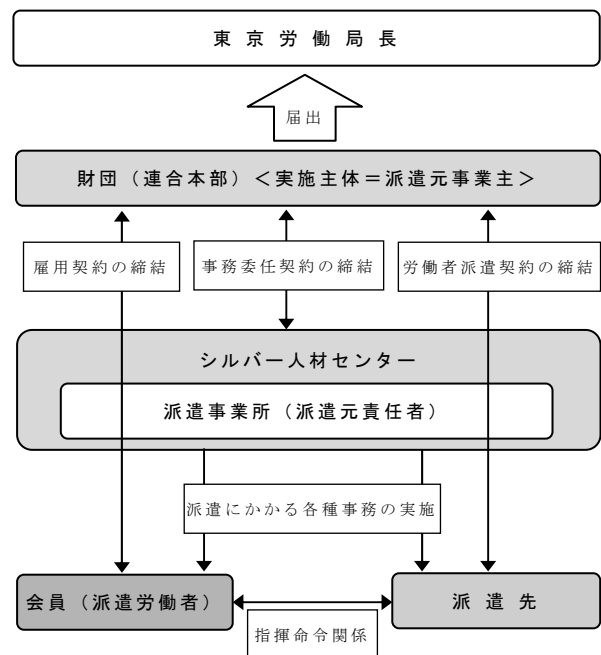 東京労働局長
届出
財団（連合本部）＜実施主体＝派遣元事業主＞
雇用契約の締結
事務委任契約の締結
労働者派遣契約の締結
シルバー人材センター
派遣事業所（派遣元責任者）
派遣にかかる各種事務の実施
会員（派遣労働者）
派遣先
指揮命令関係